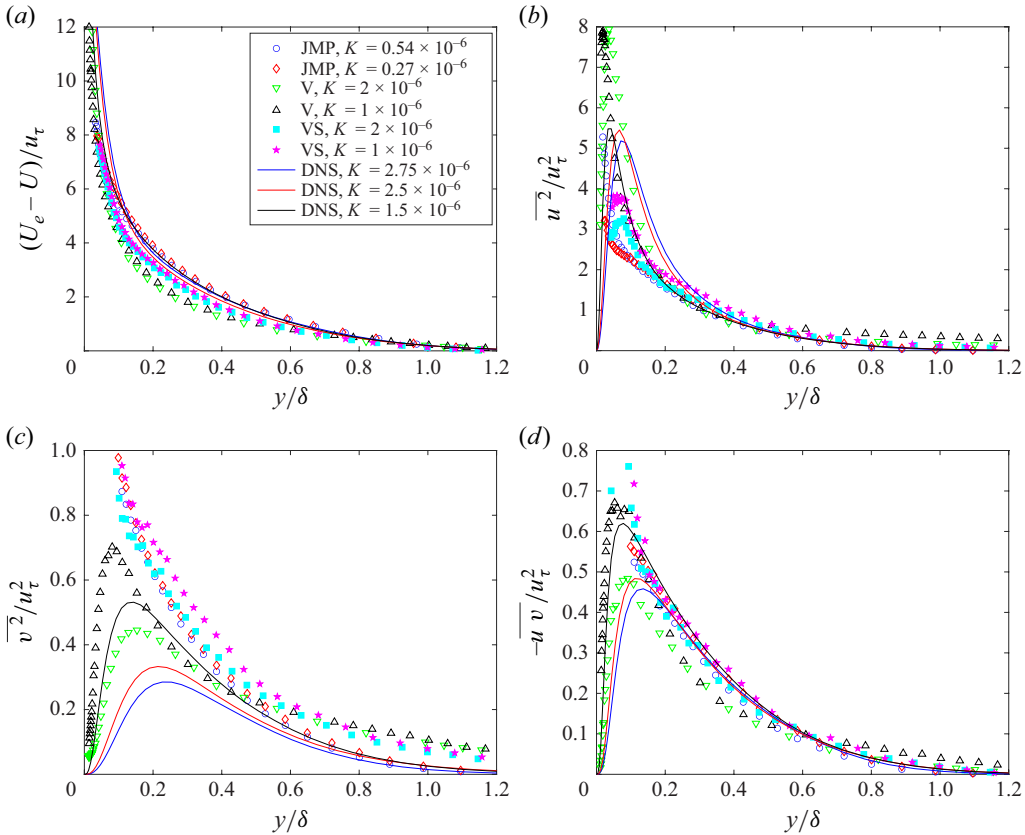 (a)
12
10
8
6
4
2
0
0.2
0.4
0.6
0.8
1.0
1.2
(U_e − U)/u_τ
y/δ
JMP, K = 0.54 × 10⁻⁶
JMP, K = 0.27 × 10⁻⁶
V, K = 2 × 10⁻⁶
V, K = 1 × 10⁻⁶
VS, K = 2 × 10⁻⁶
VS, K = 1 × 10⁻⁶
DNS, K = 2.75 × 10⁻⁶
DNS, K = 2.5 × 10⁻⁶
DNS, K = 1.5 × 10⁻⁶
(b)
8
7
6
5
4
3
2
1
0
0.2
0.4
0.6
0.8
1.0
1.2
u̅²/u_τ²
y/δ
(c)
1.0
0.8
0.6
0.4
0.2
0
0.2
0.4
0.6
0.8
1.0
1.2
v̅²/u_τ²
y/δ
(d)
0.8
0.7
0.6
0.5
0.4
0.3
0.2
0.1
0
0.2
0.4
0.6
0.8
1.0
1.2
−u̅ v̅/u_τ²
y/δ